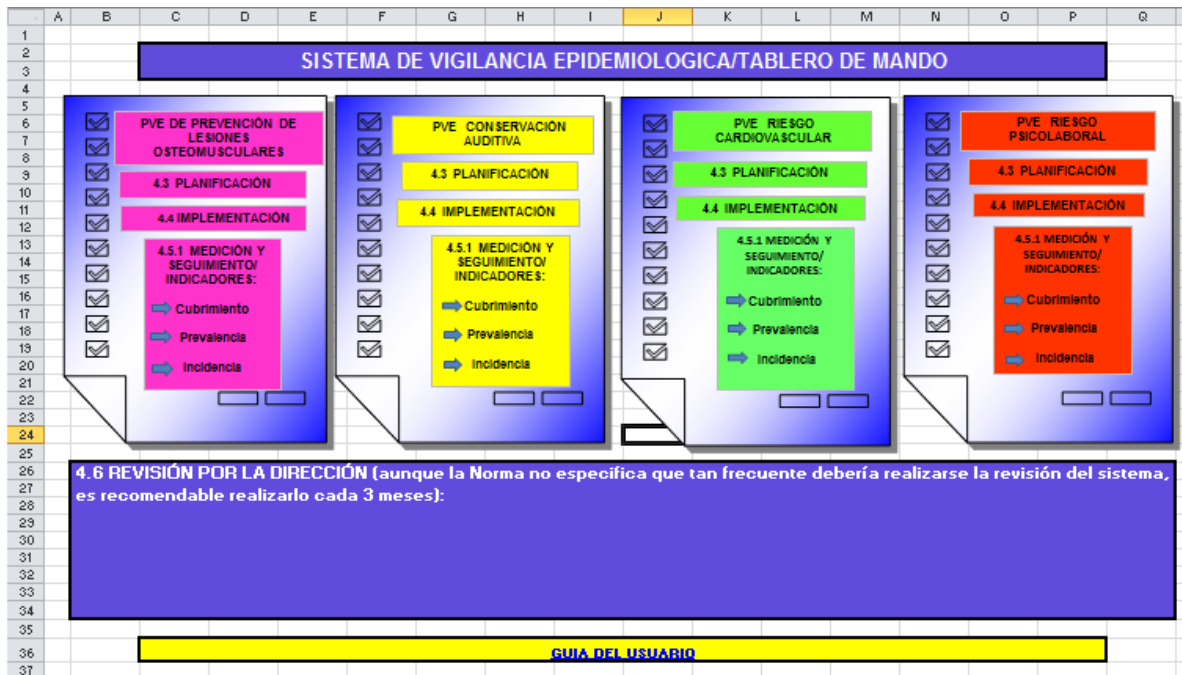 A B C D E F G H I J K L M N O P Q
1
2
3
4
5
6
7
8
9
10
11
12
13
14
15
16
17
18
19
20
21
22
23
24
25
26
27
28
29
30
31
32
33
34
35
36
37
SISTEMA DE VIGILANCIA EPIDEMIOLOGICA/TABLERO DE MANDO
PVE DE PREVENCIÓN DE
LESIONES
OSTEOMUSCULARES
4.3 PLANIFICACIÓN
4.4 IMPLEMENTACIÓN
4.5.1 MEDICIÓN Y
SEGUIMIENTO/
INDICADORES:
Cubrimiento
Prevalencia
Incidencia
PVE CONSERVACIÓN
AUDITIVA
4.3 PLANIFICACIÓN
4.4 IMPLEMENTACIÓN
4.5.1 MEDICIÓN Y
SEGUIMIENTO/
INDICADORES:
Cubrimiento
Prevalencia
Incidencia
PVE RIESGO
CARDIOVASCULAR
4.3 PLANIFICACIÓN
4.4 IMPLEMENTACIÓN
4.5.1 MEDICIÓN Y
SEGUIMIENTO/
INDICADORES:
Cubrimiento
Prevalencia
Incidencia
PVE RIESGO
PSICOLABORAL
4.3 PLANIFICACIÓN
4.4 IMPLEMENTACIÓN
4.5.1 MEDICIÓN Y
SEGUIMIENTO/
INDICADORES:
Cubrimiento
Prevalencia
Incidencia
4.6 REVISIÓN POR LA DIRECCIÓN (aunque la Norma no especifica que tan frecuente debería realizarse la revisión del sistema,
es recomendable realizarlo cada 3 meses):
GUIA DEL USUARIO